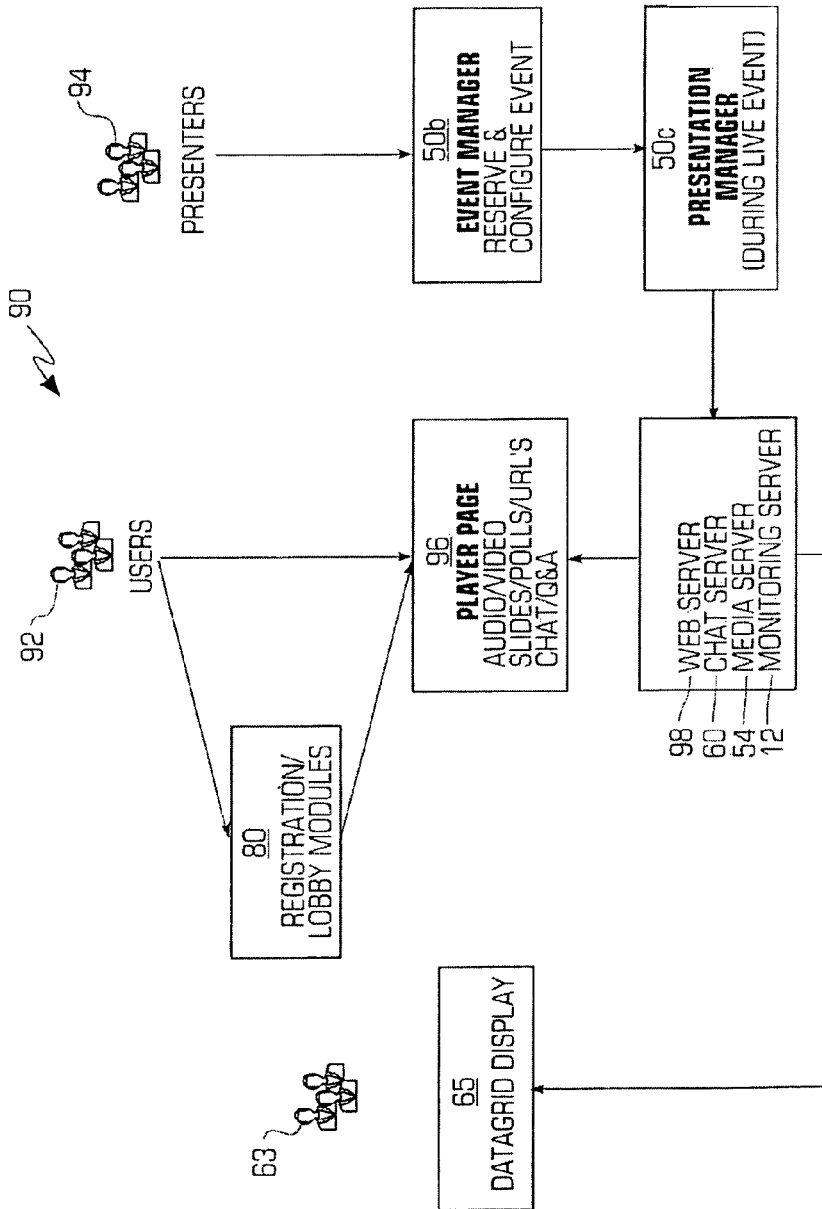 90
92
USERS
94
PRESENTERS
63
80
REGISTRATION/
LOBBY MODULES
65
DATAGRID DISPLAY
96
PLAYER PAGE
AUDIO/VIDEO
SLIDES/POLLS/URL'S
CHAT/Q&A
50b
EVENT MANAGER
RESERVE &
CONFIGURE EVENT
98 WEB SERVER
60 CHAT SERVER
54 MEDIA SERVER
12 MONITORING SERVER
50c
PRESENTATION
MANAGER
(DURING LIVE EVENT)